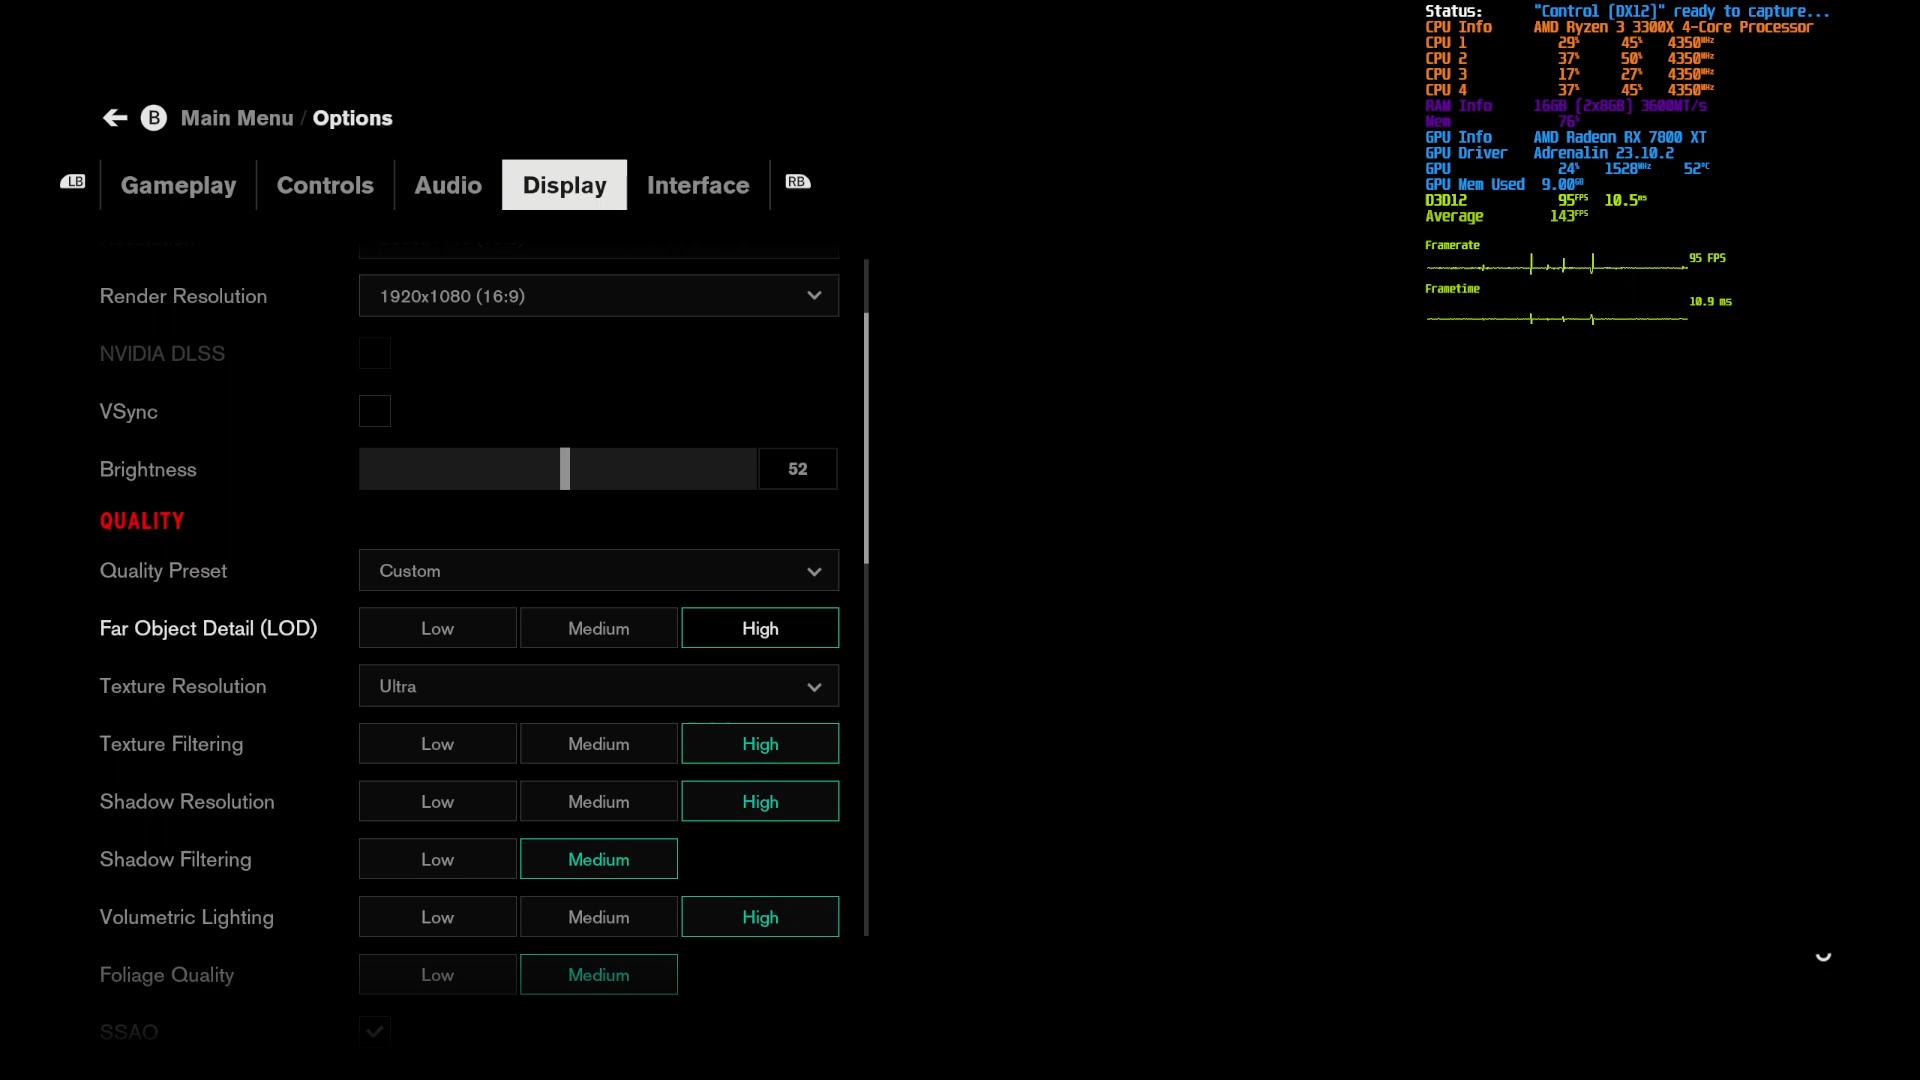 Status: "Control [DX12]" ready to capture...
CPU Info AMD Ryzen 3 3300X 4-Core Processor
CPU 1 29% 45% 4350MHz
CPU 2 37% 50% 4350MHz
CPU 3 17% 27% 4350MHz
CPU 4 37% 45% 4350MHz
RAM Info 16GB [2x8GB] 3600MT/s
Mem 76%
GPU Info AMD Radeon RX 7800 XT
GPU Driver Adrenalin 23.10.2
GPU 24% 1528MHz 52°C
GPU Mem Used 9.00GB
D3D12 95FPS 10.5ms
Average 143FPS
Framerate
95 FPS
Frametime
10.9 ms
B Main Menu / Options
LB Gameplay Controls Audio Display Interface RB
Render Resolution 1920x1080 (16:9)
NVIDIA DLSS
VSync
Brightness 52
QUALITY
Quality Preset Custom
Far Object Detail (LOD) Low Medium High
Texture Resolution Ultra
Texture Filtering Low Medium High
Shadow Resolution Low Medium High
Shadow Filtering Low Medium
Volumetric Lighting Low Medium High
Foliage Quality Low Medium
SSAO